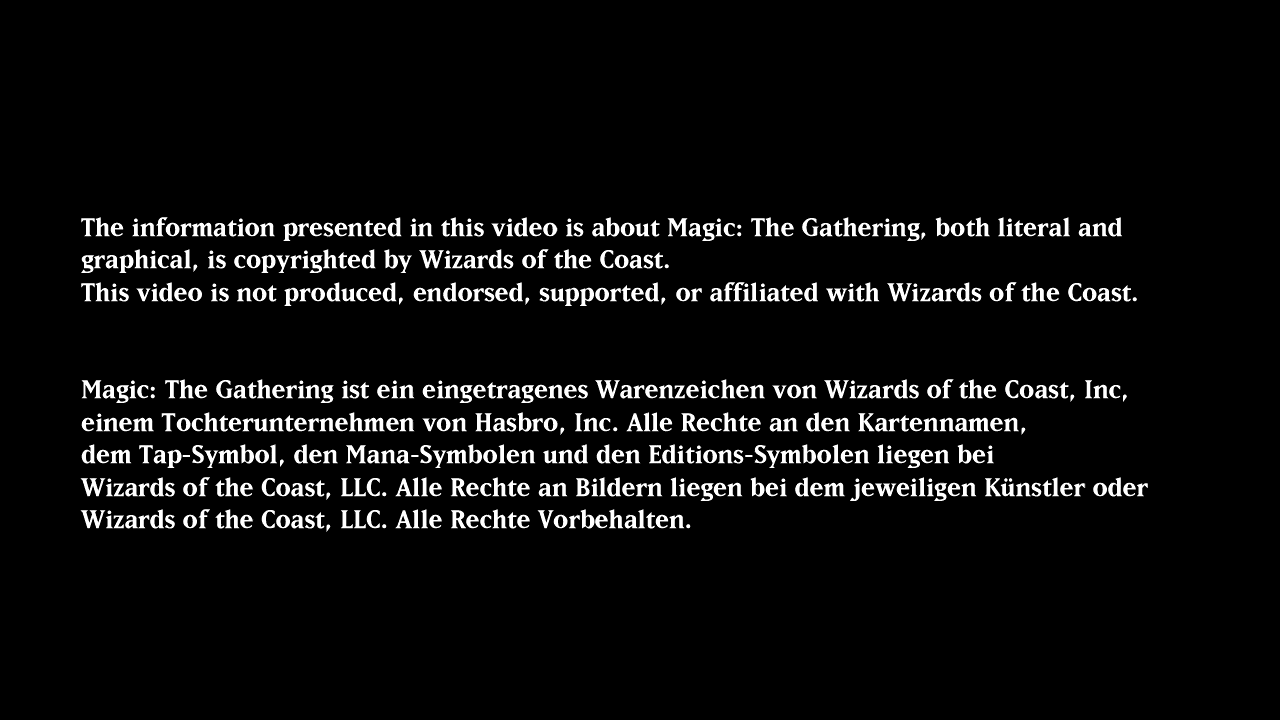 The information presented in this video is about Magic: The Gathering, both literal and
graphical, is copyrighted by Wizards of the Coast.
This video is not produced, endorsed, supported, or affiliated with Wizards of the Coast.
Magic: The Gathering ist ein eingetragenes Warenzeichen von Wizards of the Coast, Inc,
einem Tochterunternehmen von Hasbro, Inc. Alle Rechte an den Kartennamen,
dem Tap-Symbol, den Mana-Symbolen und den Editions-Symbolen liegen bei
Wizards of the Coast, LLC. Alle Rechte an Bildern liegen bei dem jeweiligen Künstler oder
Wizards of the Coast, LLC. Alle Rechte Vorbehalten.